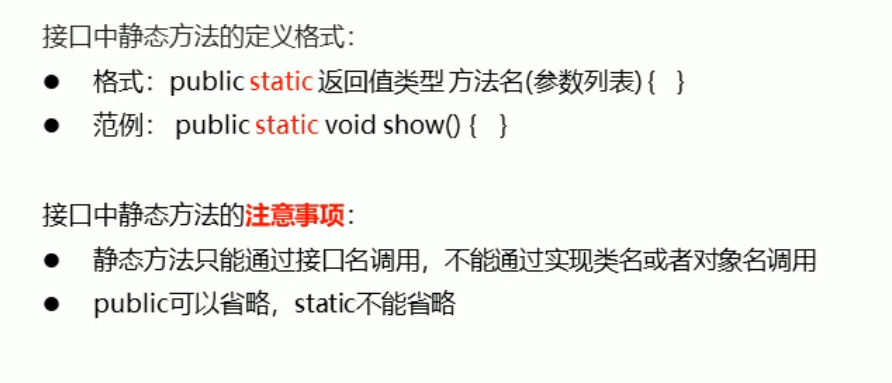 接口中静态方法的定义格式：
● 格式：public static 返回值类型 方法名(参数列表) {   }
● 范例： public static void show() {   }
接口中静态方法的注意事项：
● 静态方法只能通过接口名调用，不能通过实现类名或者对象名调用
● public可以省略，static不能省略